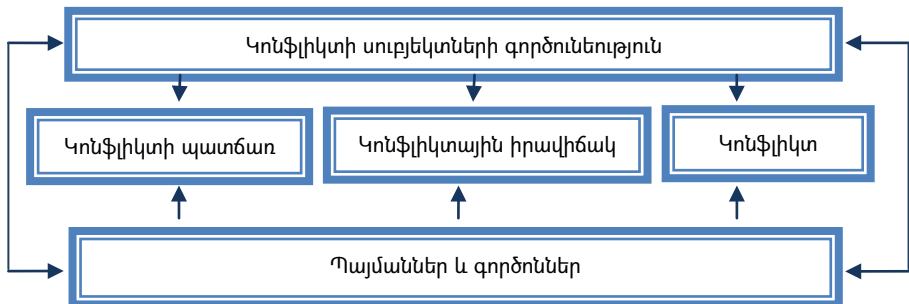 Կոնֆլիկտի սուբյեկտների գործունեություն
Կոնֆլիկտի պատճառ
Կոնֆլիկտային իրավիճակ
Կոնֆլիկտ
Պայմաններ և գործոններ